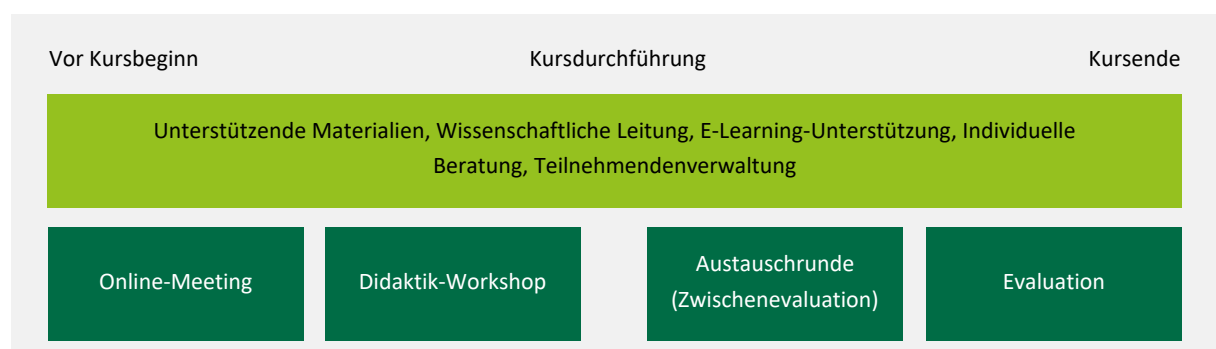 Vor Kursbeginn
Kursdurchführung
Kursende
Unterstützende Materialien, Wissenschaftliche Leitung, E-Learning-Unterstützung, Individuelle
Beratung, Teilnehmendenverwaltung
Online-Meeting
Didaktik-Workshop
Austauschrunde
(Zwischenevaluation)
Evaluation